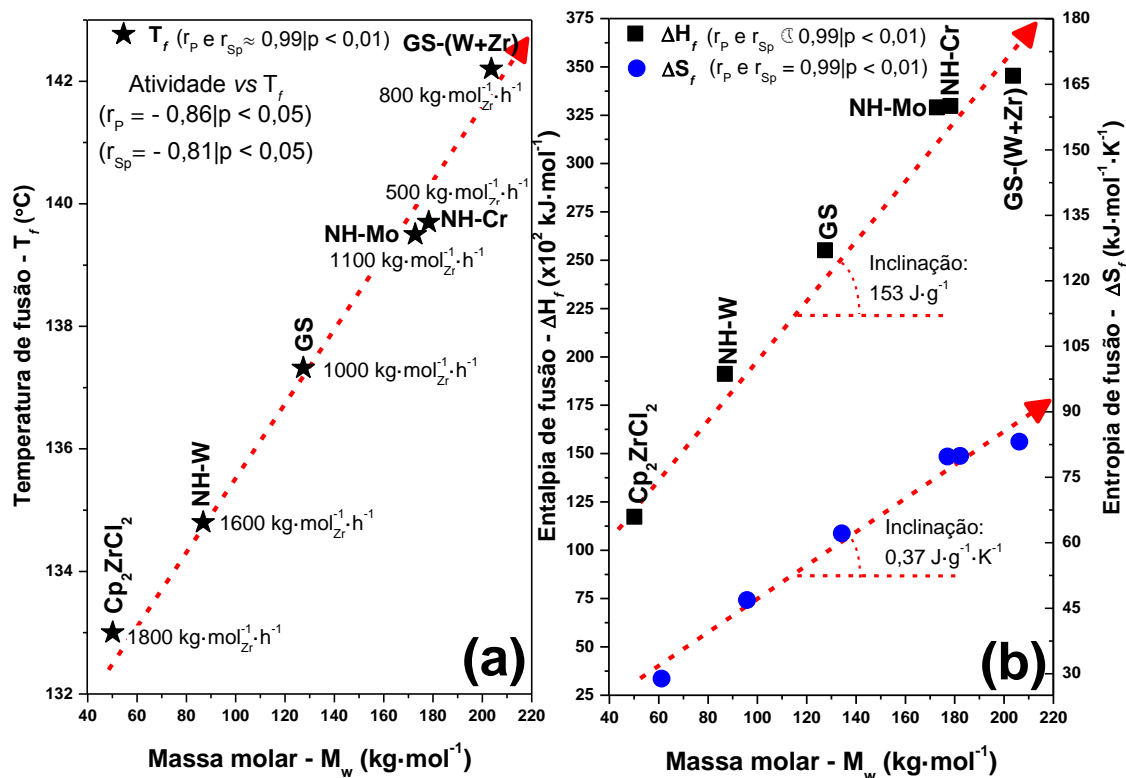 T_f (r_P e r_Sp ≈ 0,99|p < 0,01)
Atividade vs T_f
(r_P = - 0,86|p < 0,05)
(r_Sp = - 0,81|p < 0,05)
GS-(W+Zr)
800 kg·mol_Zr^-1·h^-1
500 kg·mol_Zr^-1·h^-1
NH-Cr
NH-Mo
1100 kg·mol_Zr^-1·h^-1
GS
1000 kg·mol_Zr^-1·h^-1
NH-W
1600 kg·mol_Zr^-1·h^-1
Cp2ZrCl2
1800 kg·mol_Zr^-1·h^-1
(a)
Temperatura de fusão - T_f (°C)
142
140
138
136
134
133
132
40 60 80 100 120 140 160 180 200 220
Massa molar - M_w (kg·mol^-1)
ΔH_f (r_P e r_Sp ℂ 0,99|p < 0,01)
ΔS_f (r_P e r_Sp = 0,99|p < 0,01)
NH-Cr
NH-Mo
GS-(W+Zr)
GS
Inclinação:
153 J·g^-1
NH-W
Cp2ZrCl2
Inclinação:
0,37 J·g^-1·K^-1
(b)
Entalpia de fusão - ΔH_f (x10^2 kJ·mol^-1)
375
350
325
300
275
250
225
200
175
150
125
100
75
50
25
Entropia de fusão - ΔS_f (kJ·mol^-1·K^-1)
180
165
150
135
120
105
90
75
60
45
30
40 60 80 100 120 140 160 180 200 220
Massa molar - M_w (kg·mol^-1)